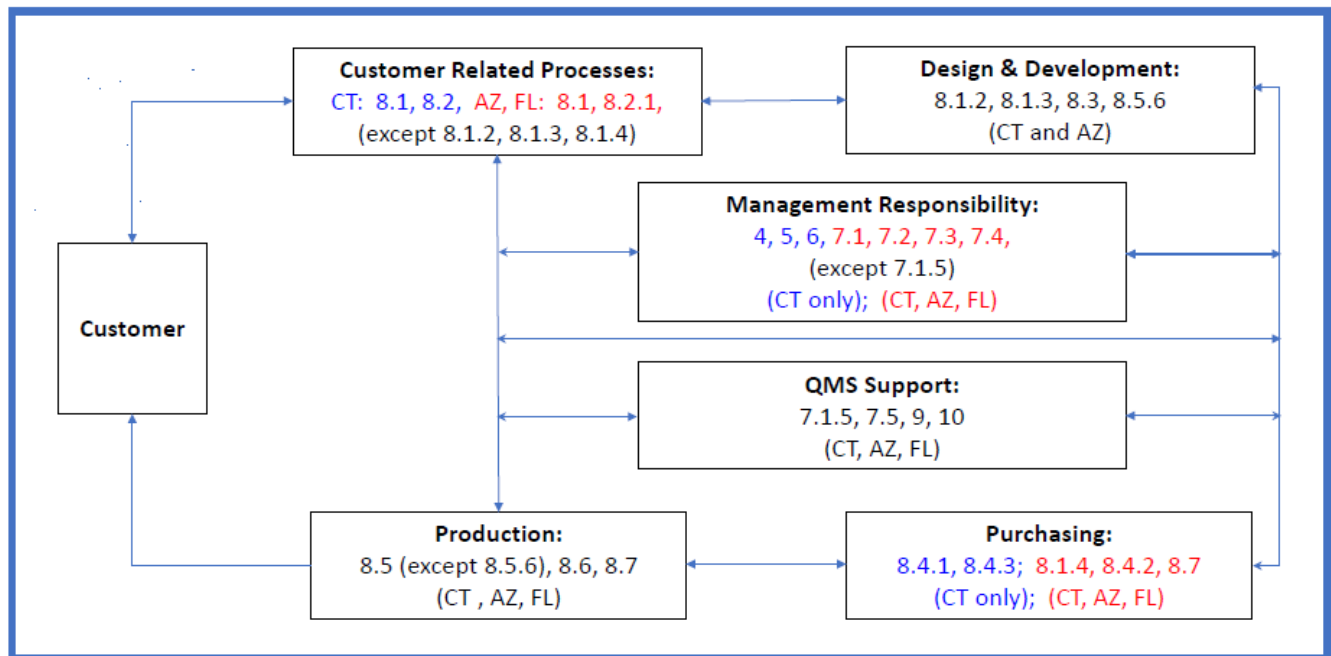 Customer Related Processes:
CT: 8.1, 8.2, AZ, FL: 8.1, 8.2.1,
(except 8.1.2, 8.1.3, 8.1.4)
Design & Development:
8.1.2, 8.1.3, 8.3, 8.5.6
(CT and AZ)
Management Responsibility:
4, 5, 6, 7.1, 7.2, 7.3, 7.4,
(except 7.1.5)
(CT only); (CT, AZ, FL)
Customer
QMS Support:
7.1.5, 7.5, 9, 10
(CT, AZ, FL)
Production:
8.5 (except 8.5.6), 8.6, 8.7
(CT , AZ, FL)
Purchasing:
8.4.1, 8.4.3; 8.1.4, 8.4.2, 8.7
(CT only); (CT, AZ, FL)